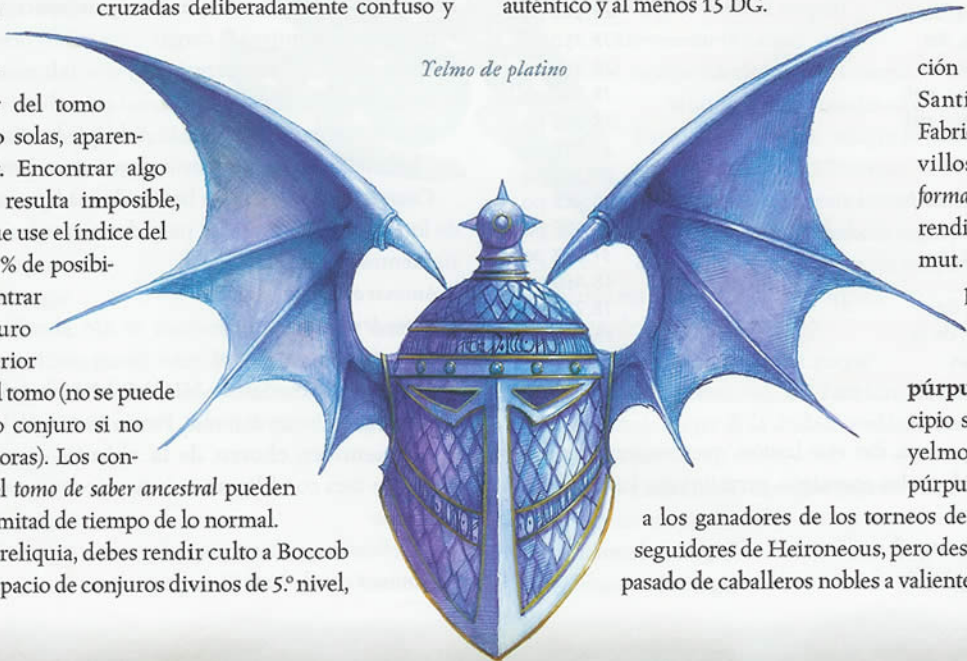 cruzadas deliberadamente confuso y
del tomo
o solas, aparen-
. Encontrar algo
resulta imposible,
ue use el índice del
% de posibi-
ntrar
uro
rior
l tomo (no se puede
o conjuro si no
oras). Los con-
l tomo de saber ancestral pueden
mitad de tiempo de lo normal.
reliquia, debes rendir culto a Boccob
pacio de conjuros divinos de 5.º nivel,
auténtico y al menos 15 DG.
Yelmo de platino
ción
Santi
Fabri
villos
forma
rendi
mut.
púrpu
cipio s
yelmo
púrpu
a los ganadores de los torneos de
seguidores de Heironeous, pero des
pasado de caballeros nobles a valiente